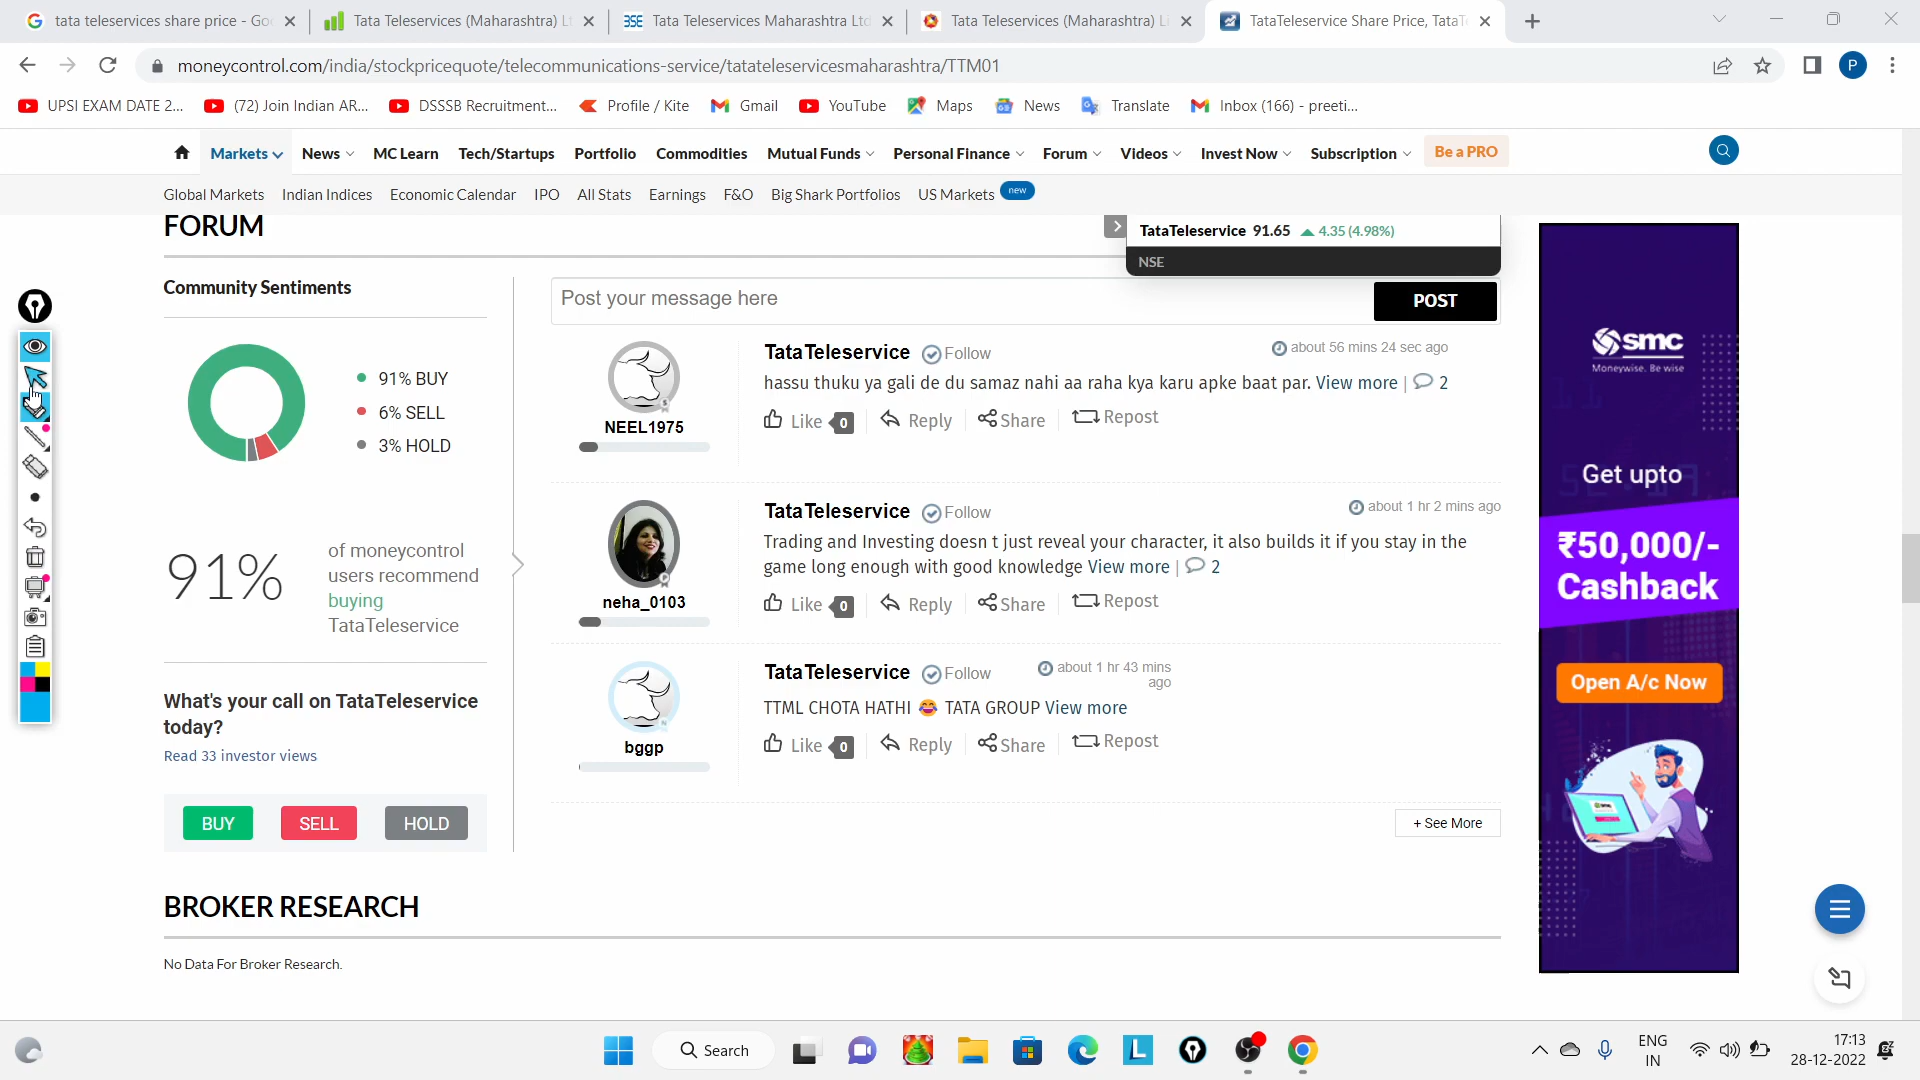 tata teleservices share price - Goo
Tata Teleservices (Maharashtra) Lt
BSE Tata Teleservices Maharashtra Ltd
Tata Teleservices (Maharashtra) Li
TataTeleservice Share Price, TataT
moneycontrol.com/india/stockpricequote/telecommunications-service/tatateleservicesmaharashtra/TTM01
P
UPSI EXAM DATE 2...
(72) Join Indian AR...
DSSSB Recruitment...
Profile / Kite
Gmail
YouTube
Maps
News
Translate
Inbox (166) - preeti...
Markets
News
MC Learn
Tech/Startups
Portfolio
Commodities
Mutual Funds
Personal Finance
Forum
Videos
Invest Now
Subscription
Be a PRO
Global Markets
Indian Indices
Economic Calendar
IPO
All Stats
Earnings
F&O
Big Shark Portfolios
US Markets
new
FORUM
TataTeleservice 91.65 4.35 (4.98%)
NSE
Community Sentiments
91% BUY
6% SELL
3% HOLD
91%
of moneycontrol
users recommend
buying
TataTeleservice
What's your call on TataTeleservice
today?
Read 33 investor views
BUY
SELL
HOLD
Post your message here
POST
NEEL1975
TataTeleservice
Follow
about 56 mins 24 sec ago
hassu thuku ya gali de du samaz nahi aa raha kya karu apke baat par. View more | 2
Like 0
Reply
Share
Repost
neha_0103
TataTeleservice
Follow
about 1 hr 2 mins ago
Trading and Investing doesn t just reveal your character, it also builds it if you stay in the
game long enough with good knowledge View more | 2
Like 0
Reply
Share
Repost
bggp
TataTeleservice
Follow
about 1 hr 43 mins
ago
TTML CHOTA HATHI 😂 TATA GROUP View more
Like 0
Reply
Share
Repost
+ See More
BROKER RESEARCH
No Data For Broker Research.
smc
Moneywise. Be wise
Get upto
₹50,000/-
Cashback
Open A/c Now
Search
L
ENG
IN
17:13
28-12-2022